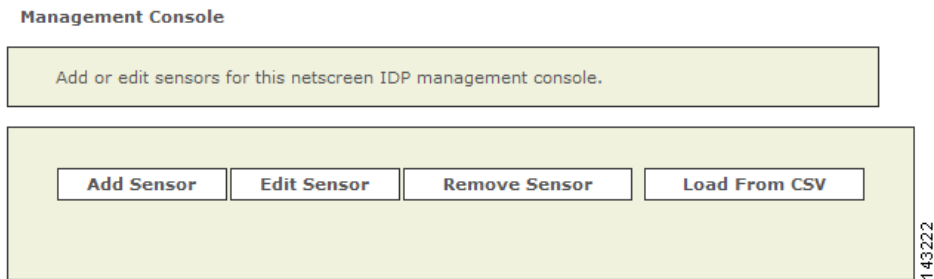 Management Console
Add or edit sensors for this netscreen IDP management console.
Add Sensor Edit Sensor Remove Sensor Load From CSV
143222